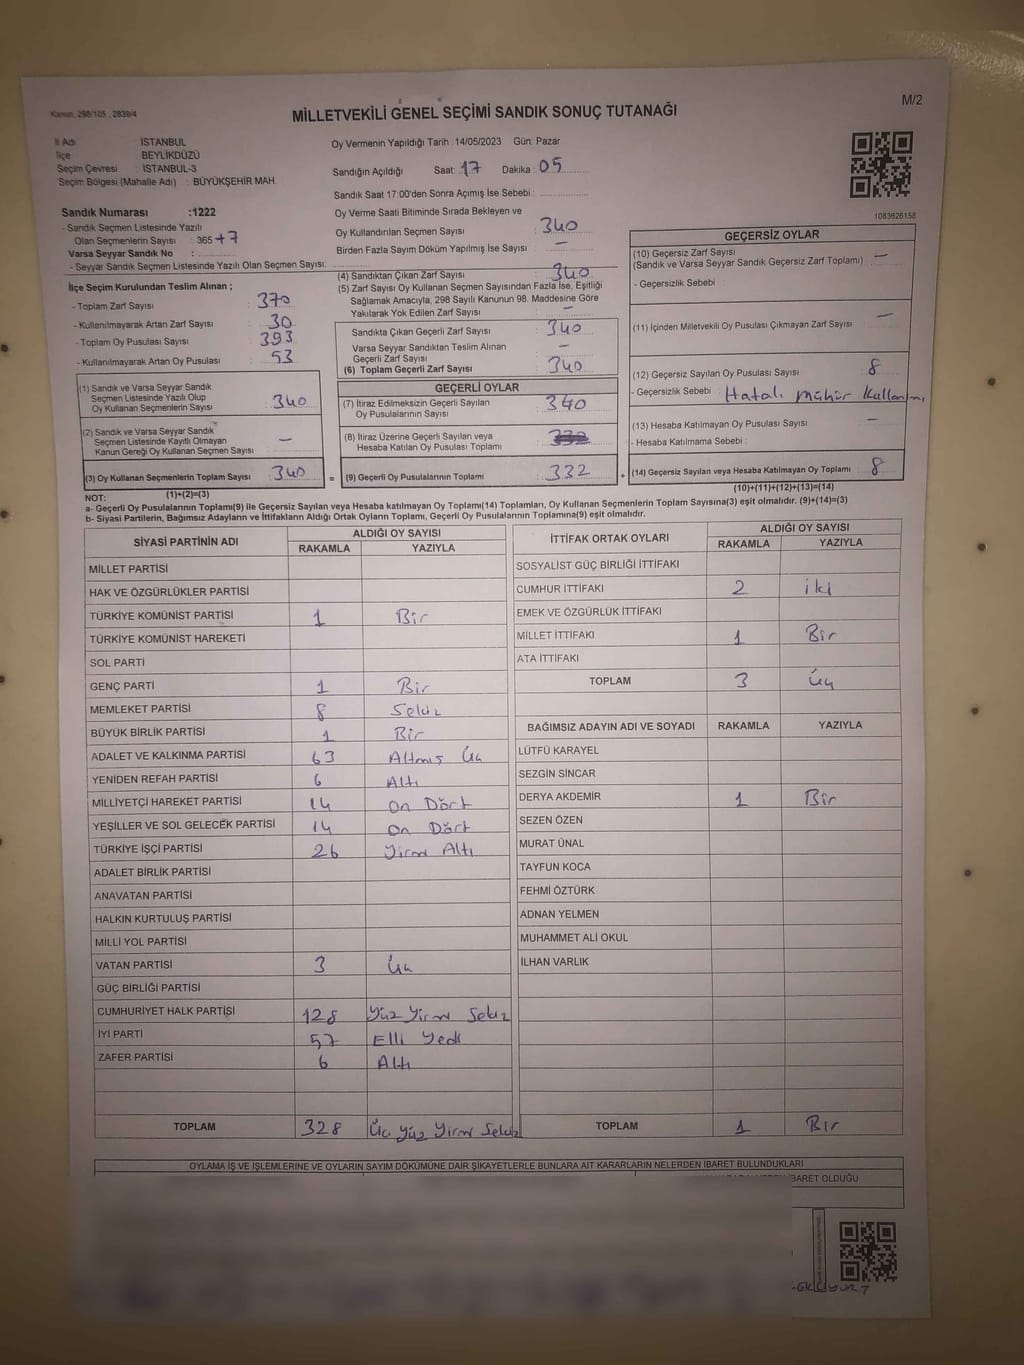 Kanun: 298/105 , 2839/4
M/2
MİLLETVEKİLİ GENEL SEÇİMİ SANDIK SONUÇ TUTANAĞI
İl Adı : İSTANBUL
İlçe : BEYLİKDÜZÜ
Seçim Çevresi : İSTANBUL-3
Seçim Bölgesi (Mahalle Adı) : BÜYÜKŞEHİR MAH.
Oy Vermenin Yapıldığı Tarih :14/05/2023 Gün: Pazar
Sandığın Açıldığı Saat: 17 Dakika: 05
Sandık Saat 17:00'den Sonra Açımış İse Sebebi :
Sandık Numarası :1222
- Sandık Seçmen Listesinde Yazılı
Olan Seçmenlerin Sayısı : 365 +7
Varsa Seyyar Sandık No :
- Seyyar Sandık Seçmen Listesinde Yazılı Olan Seçmen Sayısı:
Oy Verme Saati Bitiminde Sırada Bekleyen ve
Oy Kullandırılan Seçmen Sayısı : 340
Birden Fazla Sayım Döküm Yapılmış İse Sayısı : —
1083626158
İlçe Seçim Kurulundan Teslim Alınan ;
- Toplam Zarf Sayısı : 370
- Kullanılmayarak Artan Zarf Sayısı : 30
- Toplam Oy Pusulası Sayısı : 393
- Kullanılmayarak Artan Oy Pusulası : 53
(4) Sandıktan Çıkan Zarf Sayısı : 340
(5) Zarf Sayısı Oy Kullanan Seçmen Sayısından Fazla İse, Eşitliği
Sağlamak Amacıyla, 298 Sayılı Kanunun 98. Maddesine Göre
Yakılarak Yok Edilen Zarf Sayısı : —
Sandıkta Çıkan Geçerli Zarf Sayısı : 340
Varsa Seyyar Sandıktan Teslim Alınan
Geçerli Zarf Sayısı : —
(6) Toplam Geçerli Zarf Sayısı : 340
GEÇERSİZ OYLAR
(10) Geçersiz Zarf Sayısı : —
(Sandık ve Varsa Seyyar Sandık Geçersiz Zarf Toplamı)
- Geçersizlik Sebebi :
(11) İçinden Milletvekili Oy Pusulası Çıkmayan Zarf Sayısı : —
(12) Geçersiz Sayılan Oy Pusulası Sayısı : 8
- Geçersizlik Sebebi : Hatalı mühür kullanımı
(13) Hesaba Katılmayan Oy Pusulası Sayısı : —
- Hesaba Katılmama Sebebi :
(14) Geçersiz Sayılan veya Hesaba Katılmayan Oy Toplamı : 8
(10)+(11)+(12)+(13)=(14)
(1) Sandık ve Varsa Seyyar Sandık
Seçmen Listesinde Yazılı Olup
Oy Kullanan Seçmenlerin Sayısı : 340
(2) Sandık ve Varsa Seyyar Sandık
Seçmen Listesinde Kayıtlı Olmayan
Kanun Gereği Oy Kullanan Seçmen Sayısı : —
(3) Oy Kullanan Seçmenlerin Toplam Sayısı : 340
(1)+(2)=(3)
GEÇERLİ OYLAR
(7) İtiraz Edilmeksizin Geçerli Sayılan
Oy Pusulalarının Sayısı : 340
(8) İtiraz Üzerine Geçerli Sayılan veya
Hesaba Katılan Oy Pusulası Toplamı :
(9) Geçerli Oy Pusulalarının Toplamı : 332
NOT:
a- Geçerli Oy Pusulalarının Toplamı(9) ile Geçersiz Sayılan veya Hesaba katılmayan Oy Toplam(14) Toplamları, Oy Kullanan Seçmenlerin Toplam Sayısına(3) eşit olmalıdır. (9)+(14)=(3)
b- Siyasi Partilerin, Bağımsız Adayların ve İttifakların Aldığı Ortak Oyların Toplamı, Geçerli Oy Pusulalarının Toplamına(9) eşit olmalıdır.
SİYASİ PARTİNİN ADI ALDIĞI OY SAYISI
RAKAMLA YAZIYLA
MİLLET PARTİSİ
HAK VE ÖZGÜRLÜKLER PARTİSİ
TÜRKİYE KOMÜNİST PARTİSİ 1 Bir
TÜRKİYE KOMÜNİST HAREKETİ
SOL PARTİ
GENÇ PARTİ 1 Bir
MEMLEKET PARTİSİ 8 Sekiz
BÜYÜK BİRLİK PARTİSİ 1 Bir
ADALET VE KALKINMA PARTİSİ 63 Altmış Üç
YENİDEN REFAH PARTİSİ 6 Altı
MİLLİYETÇİ HAREKET PARTİSİ 14 On Dört
YEŞİLLER VE SOL GELECEK PARTİSİ 14 On Dört
TÜRKİYE İŞÇİ PARTİSİ 26 Yirmi Altı
ADALET BİRLİK PARTİSİ
ANAVATAN PARTİSİ
HALKIN KURTULUŞ PARTİSİ
MİLLİ YOL PARTİSİ
VATAN PARTİSİ 3 Üç
GÜÇ BİRLİĞİ PARTİSİ
CUMHURİYET HALK PARTİSİ 128 Yüz Yirmi Sekiz
İYİ PARTİ 57 Elli Yedi
ZAFER PARTİSİ 6 Altı
TOPLAM 328 Üç Yüz Yirmi Sekiz
İTTİFAK ORTAK OYLARI ALDIĞI OY SAYISI
RAKAMLA YAZIYLA
SOSYALİST GÜÇ BİRLİĞİ İTTİFAKI
CUMHUR İTTİFAKI 2 iki
EMEK VE ÖZGÜRLÜK İTTİFAKI
MİLLET İTTİFAKI 1 Bir
ATA İTTİFAKI
TOPLAM 3 Üç
BAĞIMSIZ ADAYIN ADI VE SOYADI RAKAMLA YAZIYLA
LÜTFÜ KARAYEL
SEZGİN SİNCAR
DERYA AKDEMİR 1 Bir
SEZEN ÖZEN
MURAT ÜNAL
TAYFUN KOCA
FEHMİ ÖZTÜRK
ADNAN YELMEN
MUHAMMET ALİ OKUL
İLHAN VARLIK
TOPLAM 1 Bir
OYLAMA İŞ VE İŞLEMLERİNE VE OYLARIN SAYIM DÖKÜMÜNE DAİR ŞİKAYETLERLE BUNLARA AİT KARARLARIN NELERDEN İBARET BULUNDUKLARI
BARET OLDUĞU